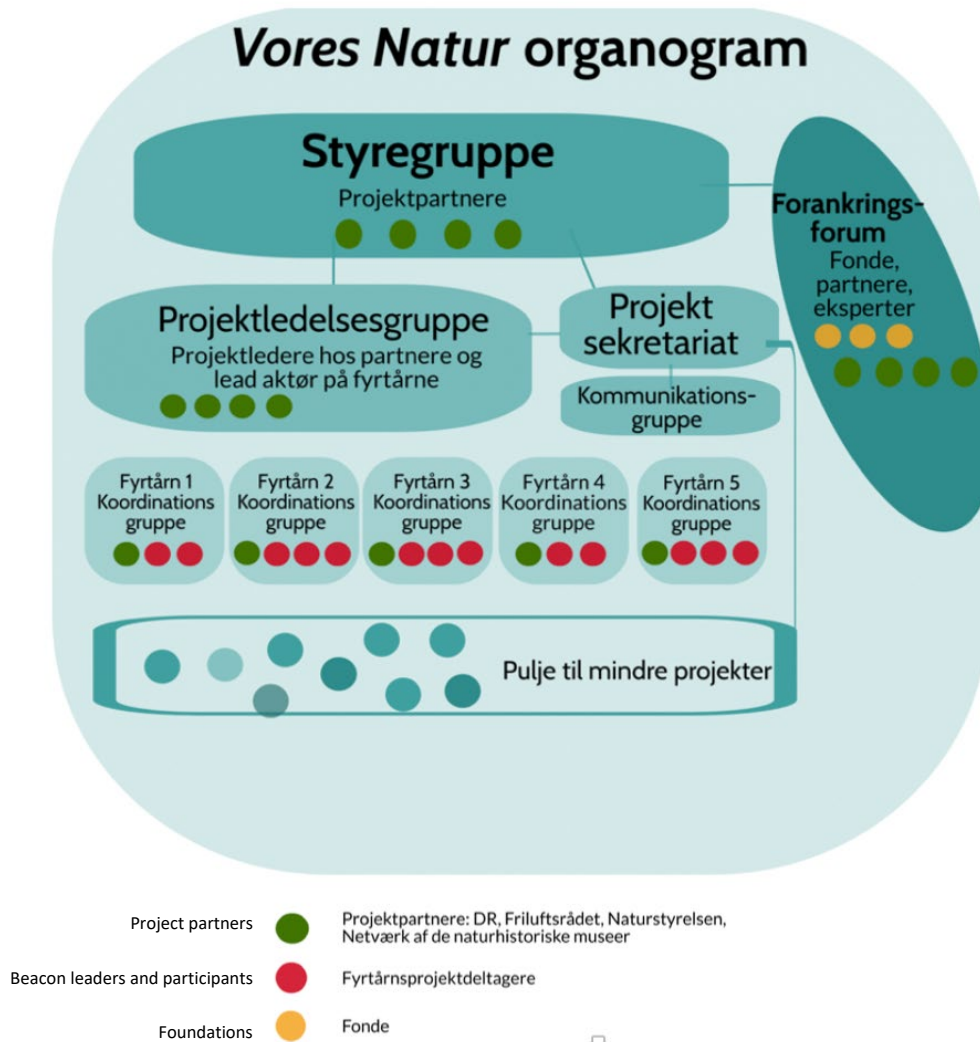 Vores Natur organogram
Styregruppe
Projektpartnere
Forankrings-
forum
Fonde,
partnere,
eksperter
Projektledelsesgruppe
Projektledere hos partnere og
lead aktør på fyrtårne
Projekt
sekretariat
Kommunikations-
gruppe
Fyrtårn 1
Koordinations
gruppe
Fyrtårn 2
Koordinations
gruppe
Fyrtårn 3
Koordinations
gruppe
Fyrtårn 4
Koordinations
gruppe
Fyrtårn 5
Koordinations
gruppe
Pulje til mindre projekter
Project partners
Projektpartnere: DR, Friluftsrådet, Naturstyrelsen,
Netværk af de naturhistoriske museer
Beacon leaders and participants
Fyrtårnsprojektdeltagere
Foundations
Fonde